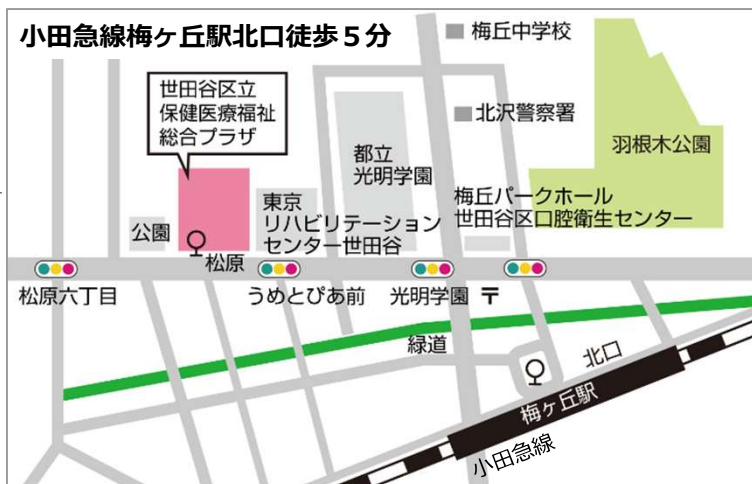 小田急線梅ヶ丘駅北口徒歩５分
梅丘中学校
世田谷区立
保健医療福祉
総合プラザ
北沢警察署
羽根木公園
都立
光明学園
梅丘パークホール
世田谷区口腔衛生センター
東京
リハビリテーション
センター世田谷
公園
松原
松原六丁目
うめとぴあ前
光明学園
〒
緑道
北口
梅ヶ丘駅
小田急線